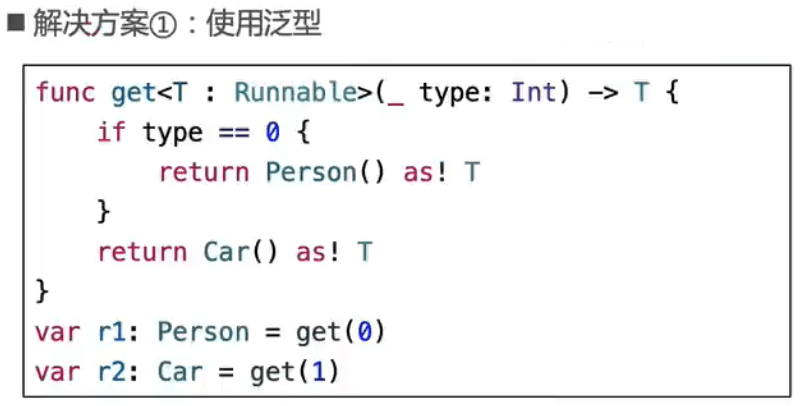 ■ 解决方案①：使用泛型
func get<T : Runnable>(_ type: Int) -> T {
    if type == 0 {
        return Person() as! T
    }
    return Car() as! T
}
var r1: Person = get(0)
var r2: Car = get(1)